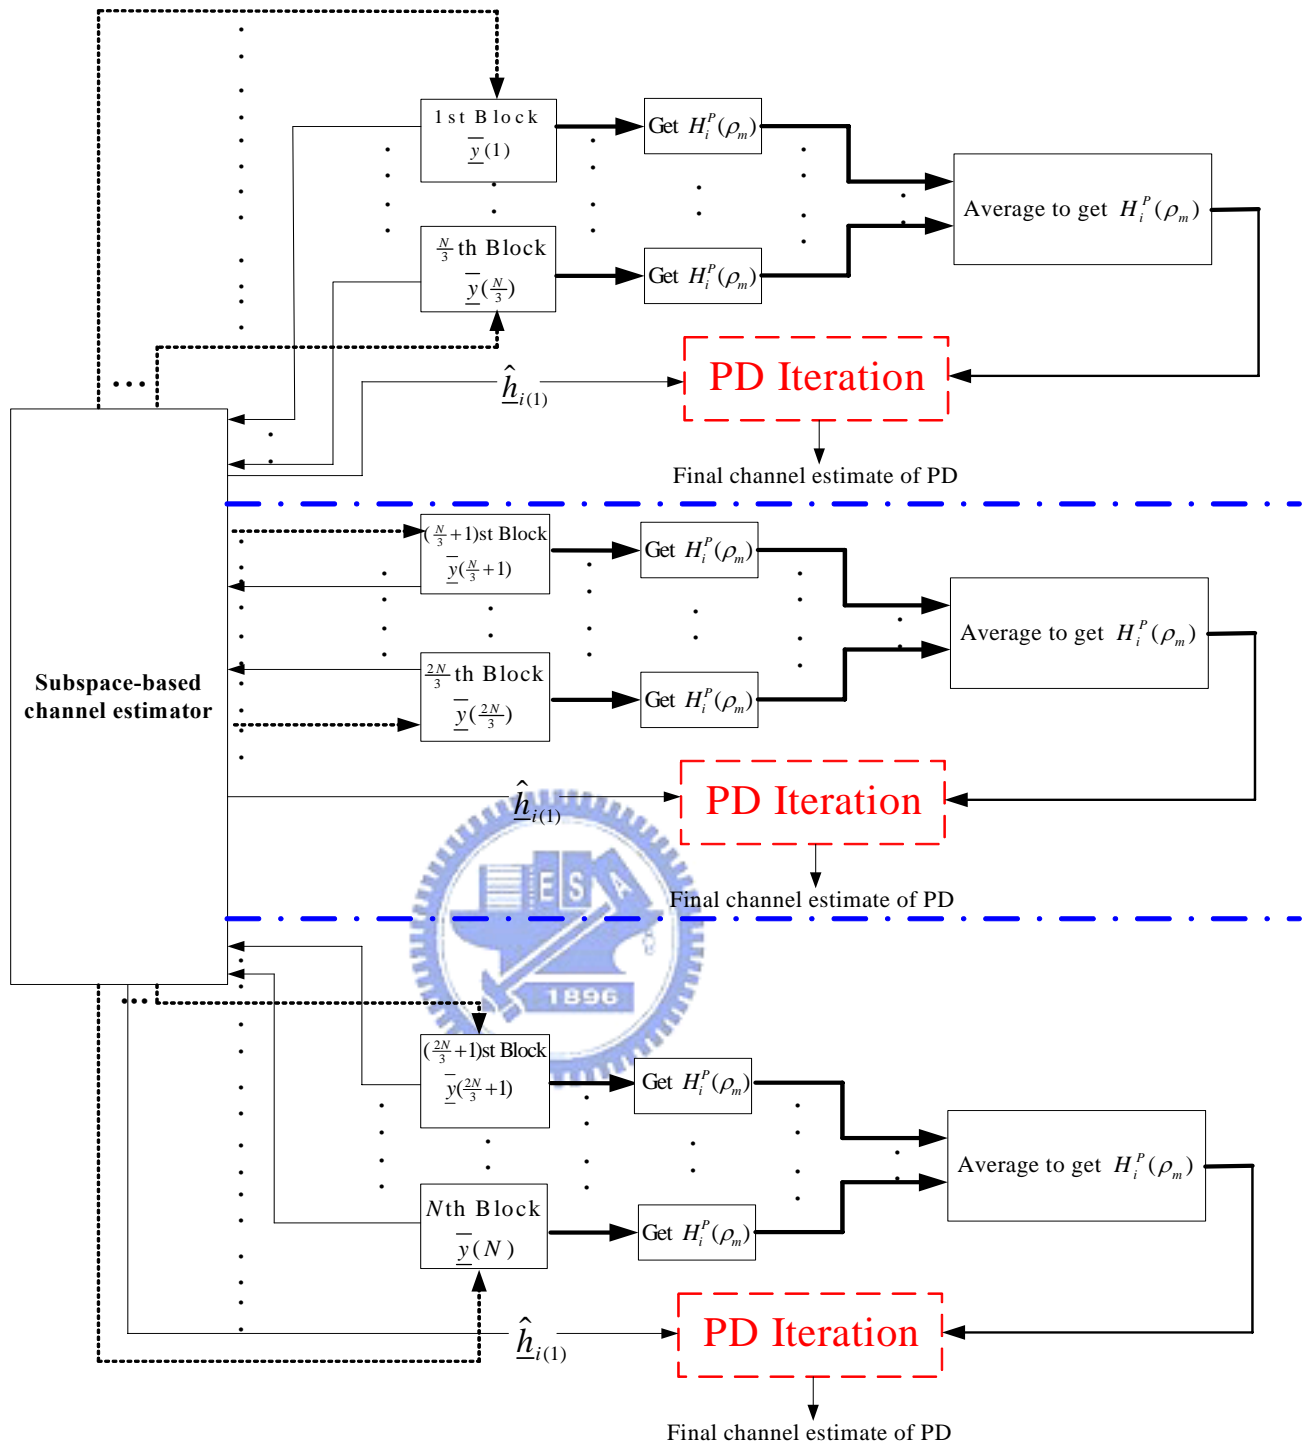 1st Block
y̲̅(1)
Get H_i^P(ρ_m)
Average to get H_i^P(ρ_m)
N/3 th Block
y̲̅(N/3)
Get H_i^P(ρ_m)
...
ĥ̲_i(1)
PD Iteration
Final channel estimate of PD
Subspace-based
channel estimator
(N/3+1)st Block
y̲̅(N/3+1)
Get H_i^P(ρ_m)
Average to get H_i^P(ρ_m)
2N/3 th Block
y̲̅(2N/3)
Get H_i^P(ρ_m)
ĥ̲_i(1)
PD Iteration
Final channel estimate of PD
E S A
1896
...
(2N/3+1)st Block
y̲̅(2N/3+1)
Get H_i^P(ρ_m)
Average to get H_i^P(ρ_m)
Nth Block
y̲̅(N)
Get H_i^P(ρ_m)
ĥ̲_i(1)
PD Iteration
Final channel estimate of PD